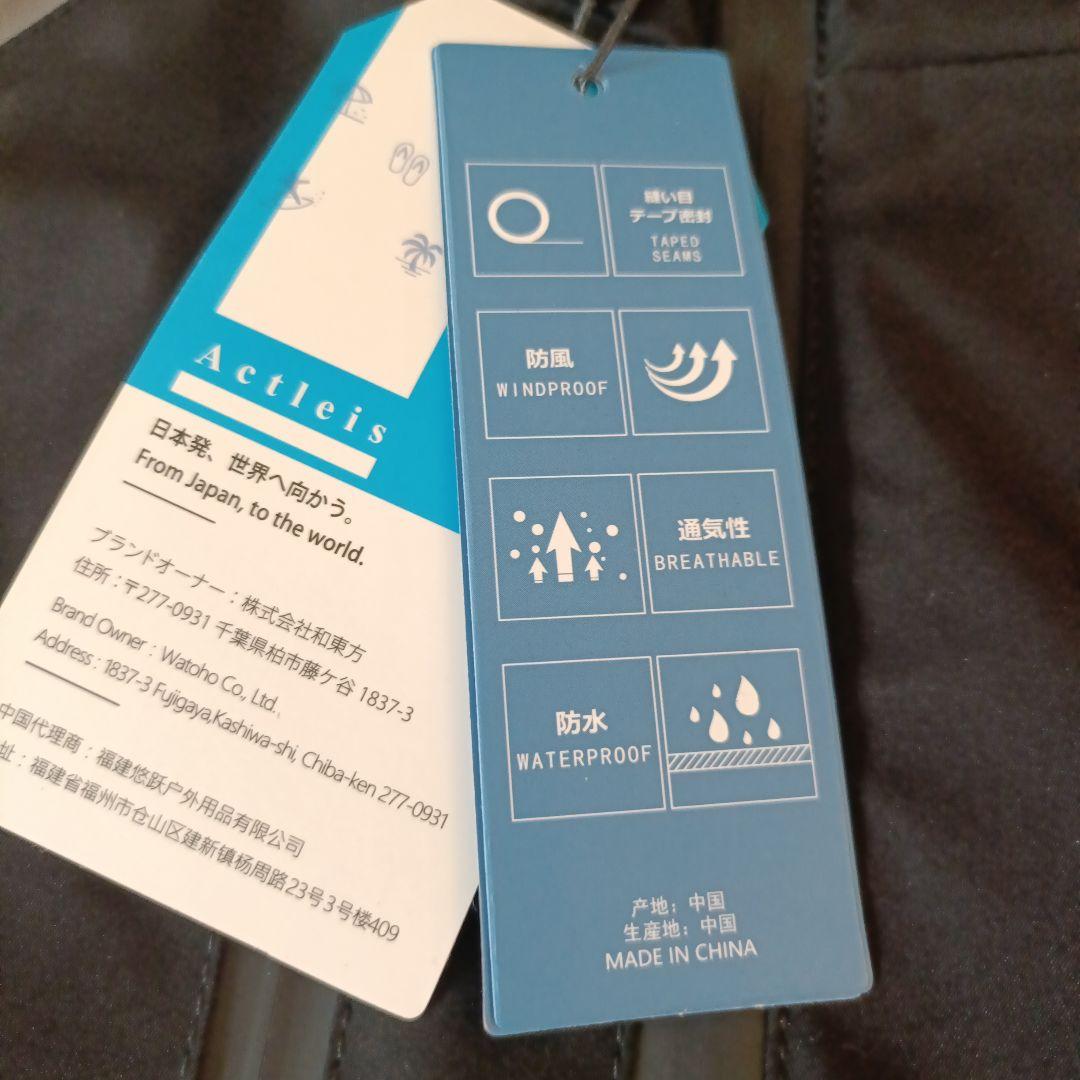 Actleis
日本発、世界へ向かう。
From Japan, to the world.
ブランドオーナー：株式会社和東方
住所：〒277-0931 千葉県柏市藤ケ谷 1837-3
Brand Owner：Watoho Co., Ltd.
Address：1837-3 Fujigaya,Kashiwa-shi, Chiba-ken 277-0931
中国代理商：福建悠跃户外用品有限公司
址：福建省福州市仓山区建新镇杨周路23号3号楼409
縫い目
テープ密封
TAPED
SEAMS
防風
WINDPROOF
通気性
BREATHABLE
防水
WATERPROOF
产地：中国
生産地：中国
MADE IN CHINA